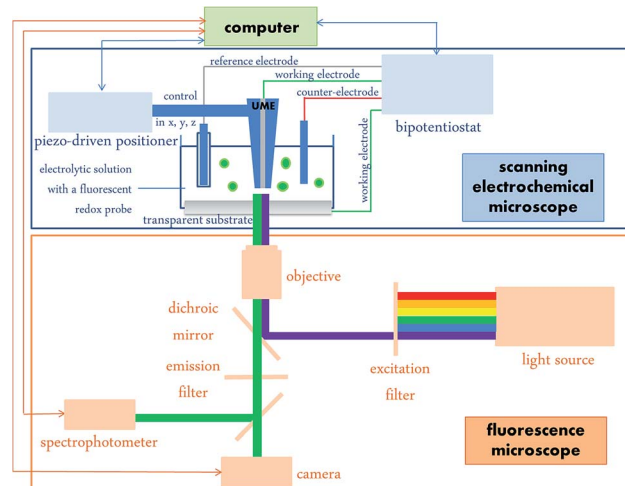 computer
reference electrode
working electrode
counter-electrode
control
UME
in x, y, z
piezo-driven positioner
bipotentiostat
electrolytic solution
with a fluorescent
redox probe
working electrode
transparent substrate
scanning
electrochemical
microscope
objective
dichroic
mirror
emission
filter
excitation
filter
light source
spectrophotometer
camera
fluorescence
microscope